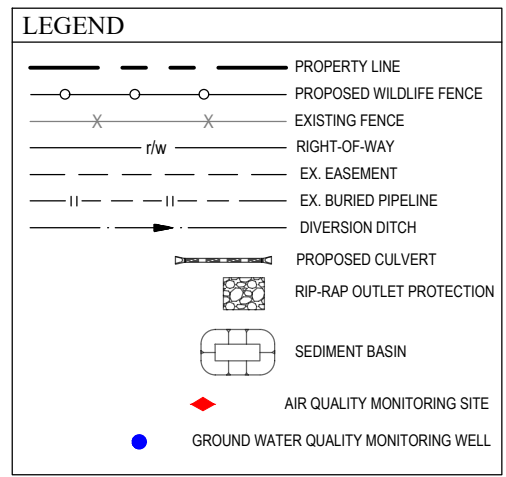 LEGEND
PROPERTY LINE
PROPOSED WILDLIFE FENCE
X X EXISTING FENCE
r/w RIGHT-OF-WAY
EX. EASEMENT
EX. BURIED PIPELINE
DIVERSION DITCH
PROPOSED CULVERT
RIP-RAP OUTLET PROTECTION
SEDIMENT BASIN
AIR QUALITY MONITORING SITE
GROUND WATER QUALITY MONITORING WELL